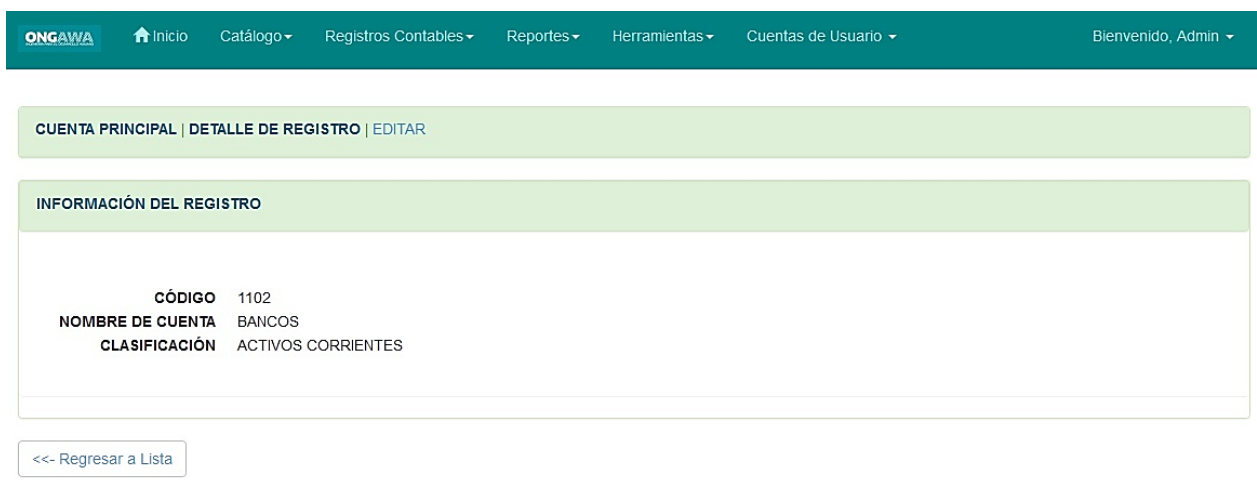 ONGAWA
Inicio Catálogo Registros Contables Reportes Herramientas Cuentas de Usuario Bienvenido, Admin
CUENTA PRINCIPAL | DETALLE DE REGISTRO | EDITAR
INFORMACIÓN DEL REGISTRO
CÓDIGO 1102
NOMBRE DE CUENTA BANCOS
CLASIFICACIÓN ACTIVOS CORRIENTES
<<- Regresar a Lista